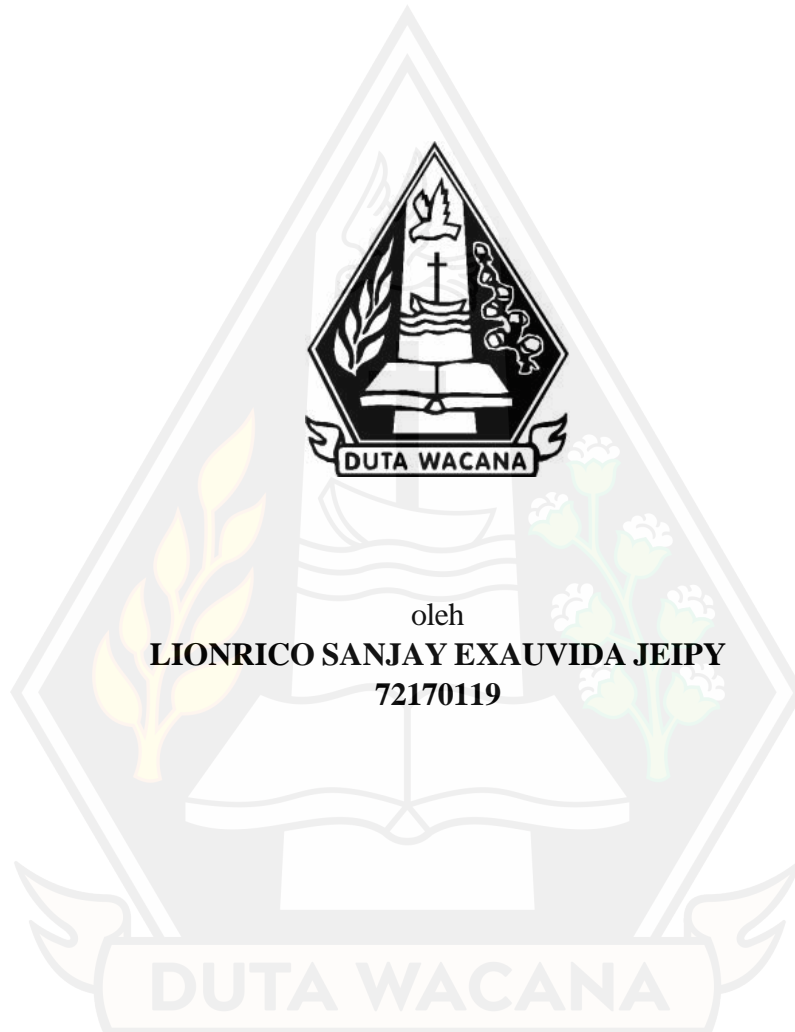 DUTA WACANA
oleh
LIONRICO SANJAY EXAUVIDA JEIPY
72170119
DUTA WACANA